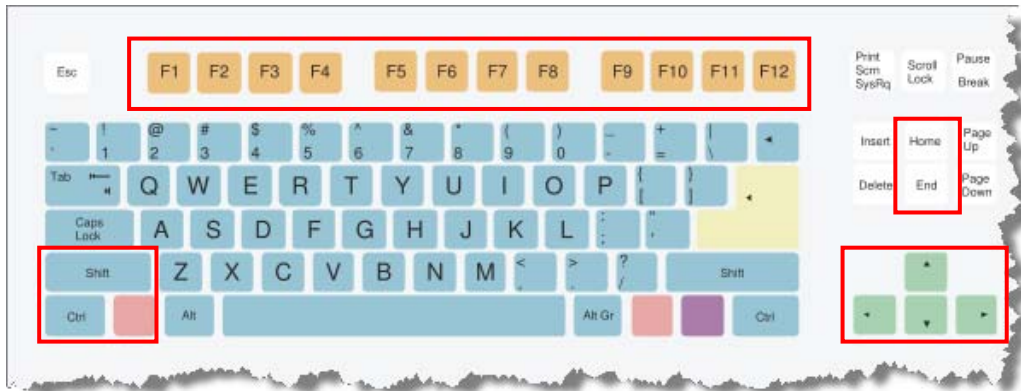 Esc F1 F2 F3 F4 F5 F6 F7 F8 F9 F10 F11 F12 Print Scrn SysRq Scroll Lock Pause Break
~ ! @ # $ % ^ & * ( ) _ + |
` 1 2 3 4 5 6 7 8 9 0 - = \ Insert Home Page Up
Tab Q W E R T Y U I O P { [ } ] Delete End Page Down
Caps Lock A S D F G H J K L : ; " '
Shift Z X C V B N M < , > . ? / Shift
Ctrl Alt Alt Gr Ctrl